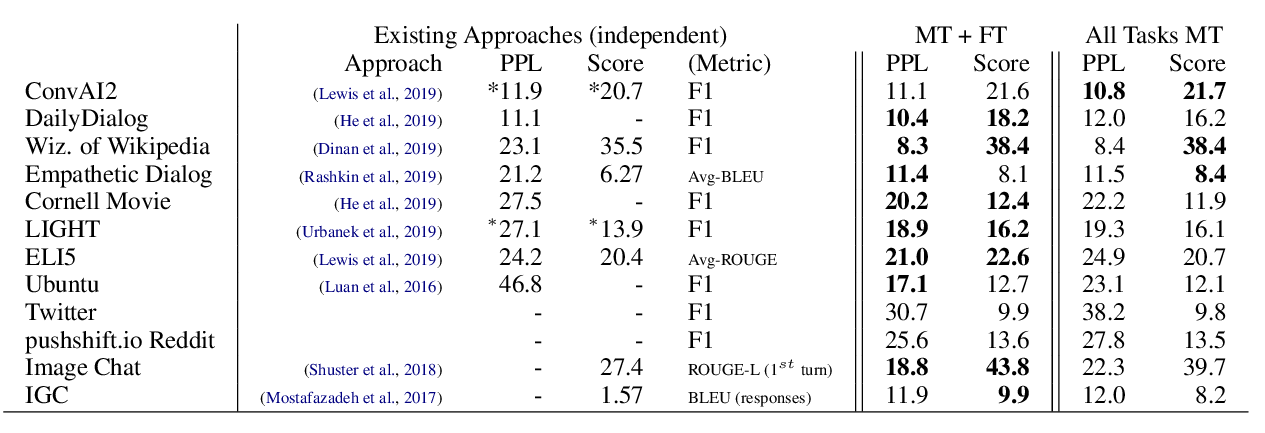 Existing Approaches (independent) MT + FT All Tasks MT
Approach PPL Score (Metric) PPL Score PPL Score
ConvAI2 (Lewis et al., 2019) *11.9 *20.7 F1 11.1 21.6 10.8 21.7
DailyDialog (He et al., 2019) 11.1 - F1 10.4 18.2 12.0 16.2
Wiz. of Wikipedia (Dinan et al., 2019) 23.1 35.5 F1 8.3 38.4 8.4 38.4
Empathetic Dialog (Rashkin et al., 2019) 21.2 6.27 Avg-BLEU 11.4 8.1 11.5 8.4
Cornell Movie (He et al., 2019) 27.5 - F1 20.2 12.4 22.2 11.9
LIGHT (Urbanek et al., 2019) *27.1 *13.9 F1 18.9 16.2 19.3 16.1
ELI5 (Lewis et al., 2019) 24.2 20.4 Avg-ROUGE 21.0 22.6 24.9 20.7
Ubuntu (Luan et al., 2016) 46.8 - F1 17.1 12.7 23.1 12.1
Twitter - - F1 30.7 9.9 38.2 9.8
pushshift.io Reddit - - F1 25.6 13.6 27.8 13.5
Image Chat (Shuster et al., 2018) - 27.4 ROUGE-L (1st turn) 18.8 43.8 22.3 39.7
IGC (Mostafazadeh et al., 2017) - 1.57 BLEU (responses) 11.9 9.9 12.0 8.2